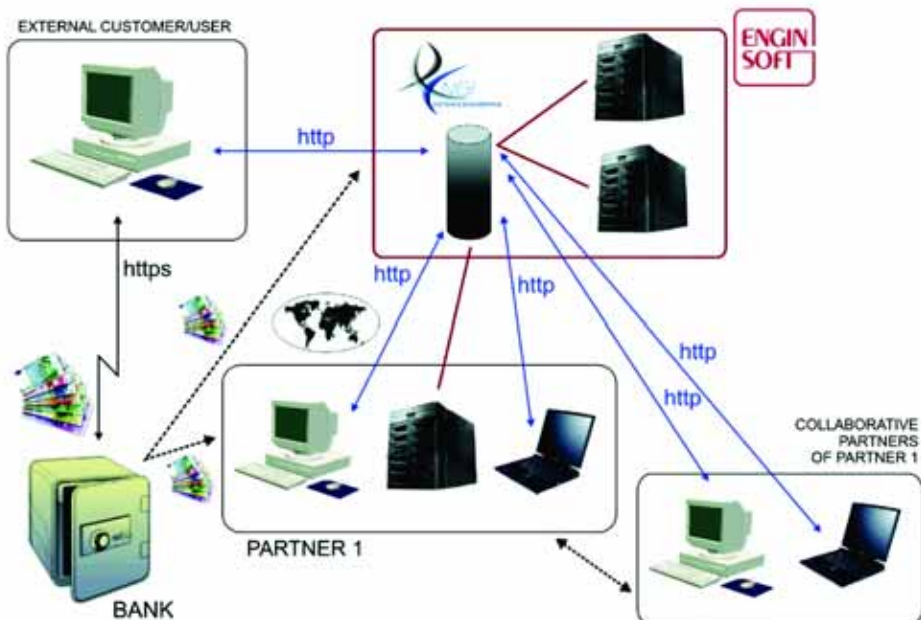 EXTERNAL CUSTOMER/USER
ENGIN
SOFT
http
https
http
http
http
http
COLLABORATIVE
PARTNERS
OF PARTNER 1
PARTNER 1
BANK